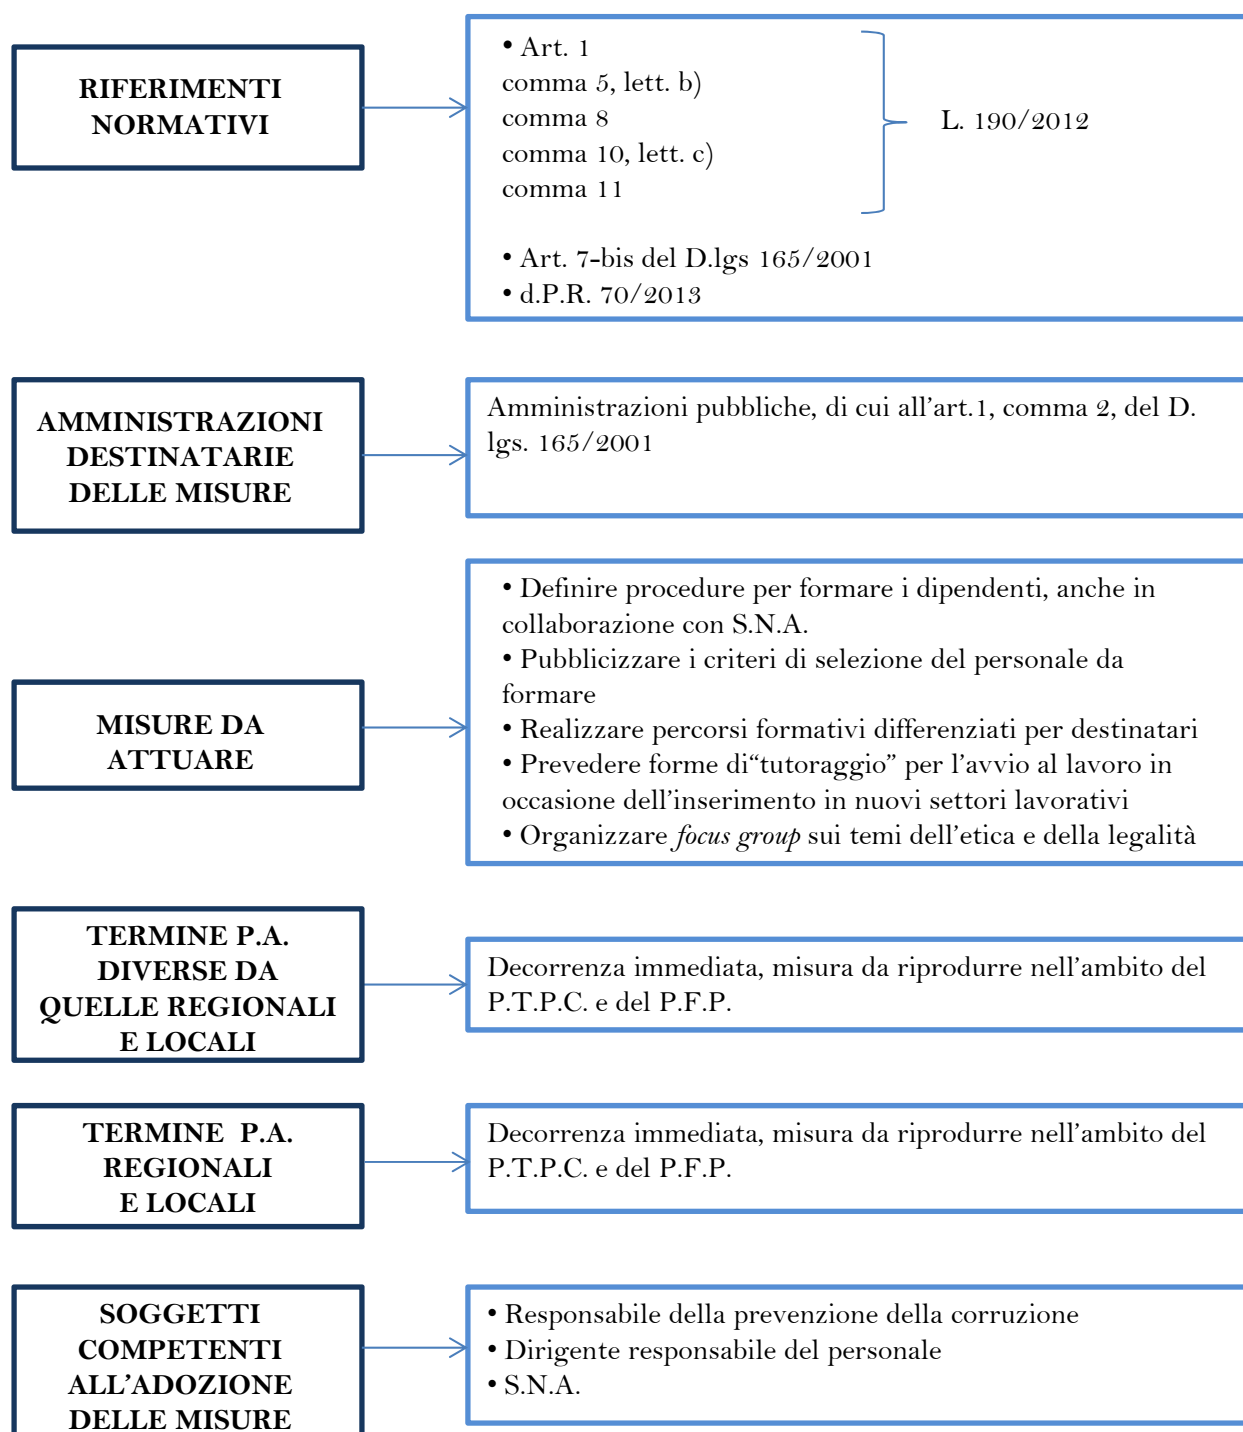 RIFERIMENTI
NORMATIVI
• Art. 1
comma 5, lett. b)
comma 8
comma 10, lett. c)
comma 11
L. 190/2012
• Art. 7-bis del D.lgs 165/2001
• d.P.R. 70/2013
AMMINISTRAZIONI
DESTINATARIE
DELLE MISURE
Amministrazioni pubbliche, di cui all’art.1, comma 2, del D.
lgs. 165/2001
MISURE DA
ATTUARE
• Definire procedure per formare i dipendenti, anche in
collaborazione con S.N.A.
• Pubblicizzare i criteri di selezione del personale da
formare
• Realizzare percorsi formativi differenziati per destinatari
• Prevedere forme di“tutoraggio” per l’avvio al lavoro in
occasione dell’inserimento in nuovi settori lavorativi
• Organizzare focus group sui temi dell’etica e della legalità
TERMINE P.A.
DIVERSE DA
QUELLE REGIONALI
E LOCALI
Decorrenza immediata, misura da riprodurre nell’ambito del
P.T.P.C. e del P.F.P.
TERMINE P.A.
REGIONALI
E LOCALI
Decorrenza immediata, misura da riprodurre nell’ambito del
P.T.P.C. e del P.F.P.
SOGGETTI
COMPETENTI
ALL’ADOZIONE
DELLE MISURE
• Responsabile della prevenzione della corruzione
• Dirigente responsabile del personale
• S.N.A.